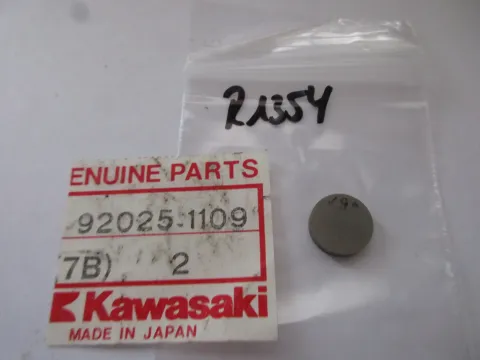 R1354
ENUINE PARTS
92025-1109
7B) 2
Kawasaki
MADE IN JAPAN